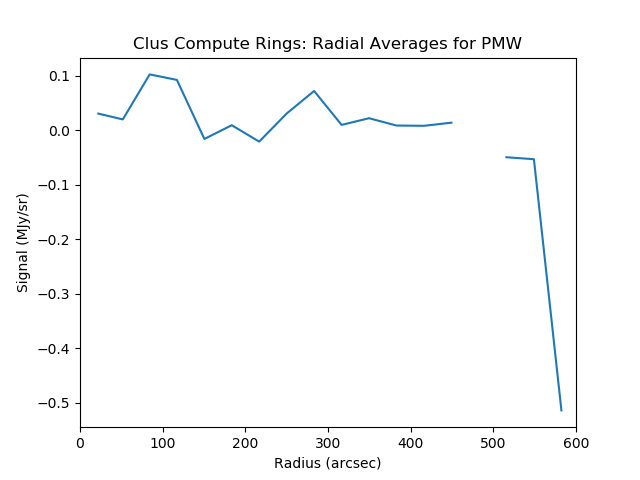 Clus Compute Rings: Radial Averages for PMW
0.1
0.0
−0.1
−0.2
−0.3
−0.4
−0.5
Signal (MJy/sr)
0 100 200 300 400 500 600
Radius (arcsec)